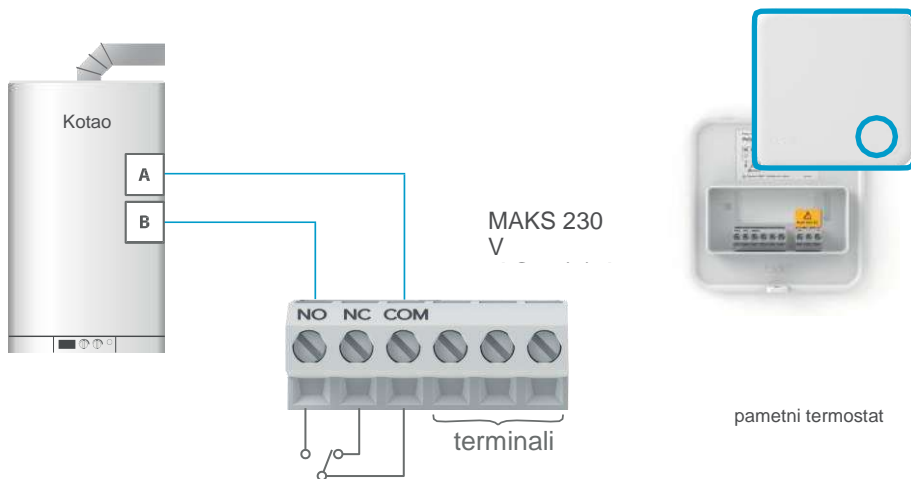 Kotao
A
B
MAKS 230
V
NO NC COM
terminali
pametni termostat